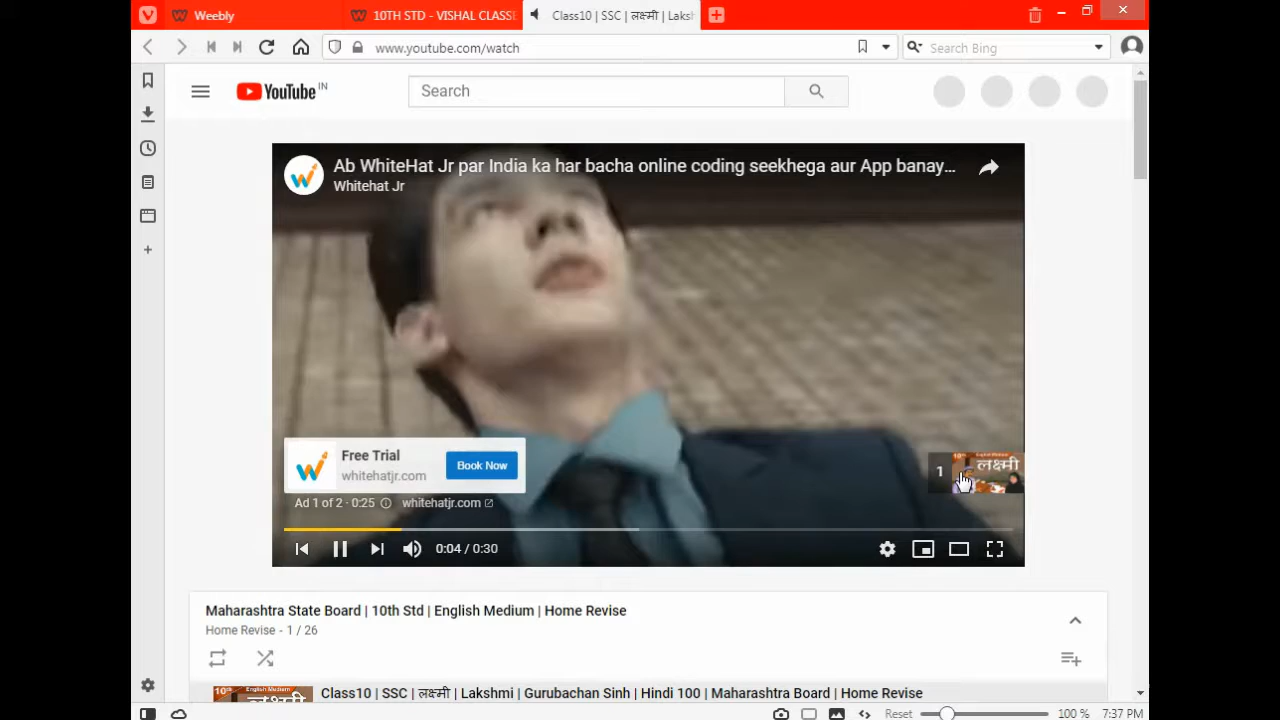 Weebly
10TH STD - VISHAL CLASSE
Class10 | SSC | लक्ष्मी | Laksh
www.youtube.com/watch
Search Bing
YouTube IN
Search
Ab WhiteHat Jr par India ka har bacha online coding seekhega aur App banay…
Whitehat Jr
Free Trial
whitehatjr.com
Book Now
1
10th
लक्ष्मी
Ad 1 of 2 · 0:25
whitehatjr.com
0:04 / 0:30
Maharashtra State Board | 10th Std | English Medium | Home Revise
Home Revise - 1 / 26
10th English Medium
Class10 | SSC | लक्ष्मी | Lakshmi | Gurubachan Sinh | Hindi 100 | Maharashtra Board | Home Revise
Reset
100 %
7:37 PM